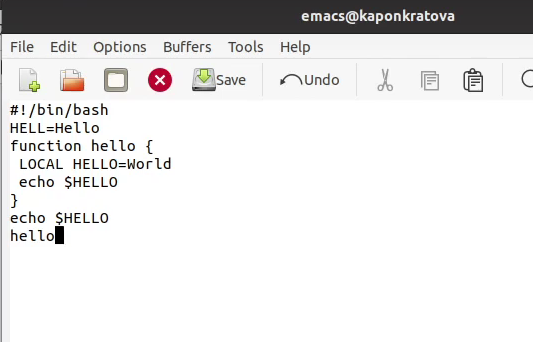 emacs@kaponkratova
File Edit Options Buffers Tools Help
Save Undo
#!/bin/bash
HELL=Hello
function hello {
 LOCAL HELLO=World
 echo $HELLO
}
echo $HELLO
hello